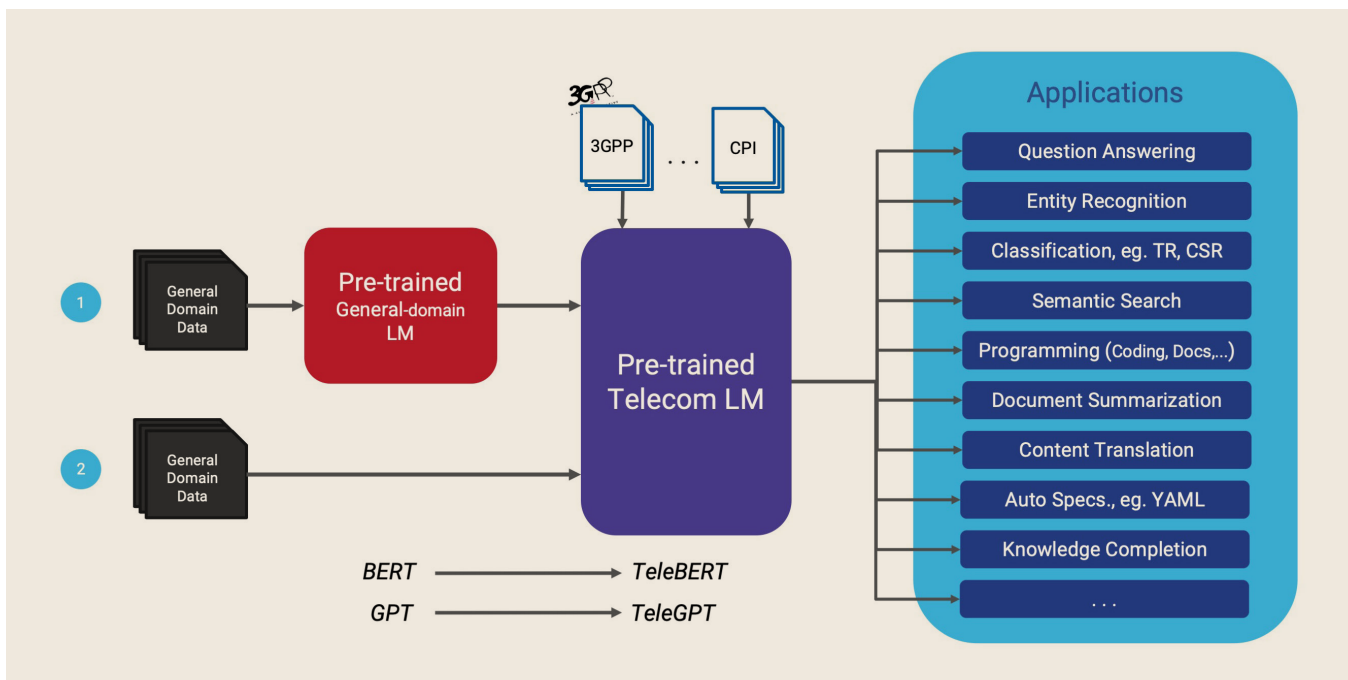 3GPP
3GPP
. . .
CPI
1
General
Domain
Data
Pre-trained
General-domain
LM
Pre-trained
Telecom LM
2
General
Domain
Data
BERT
TeleBERT
GPT
TeleGPT
Applications
Question Answering
Entity Recognition
Classification, eg. TR, CSR
Semantic Search
Programming (Coding, Docs,...)
Document Summarization
Content Translation
Auto Specs., eg. YAML
Knowledge Completion
. . .